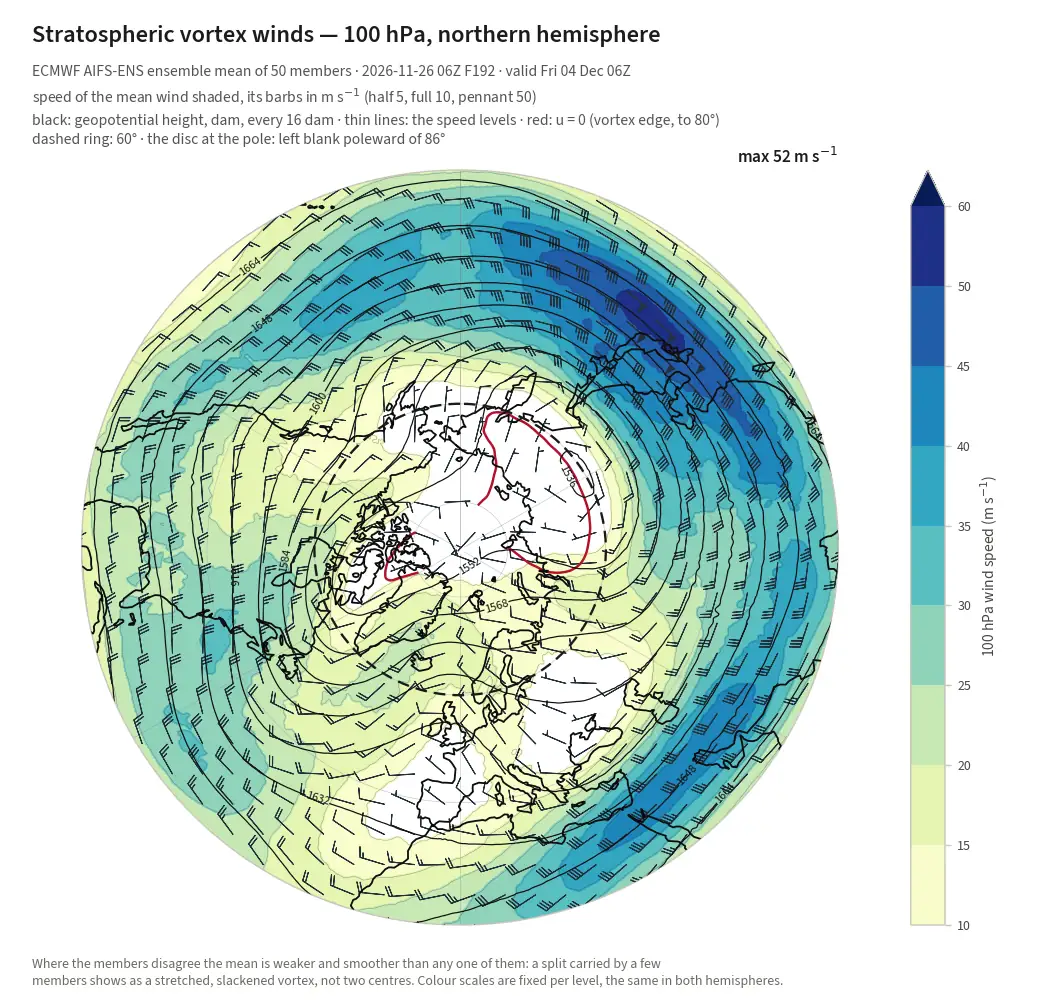 Stratospheric vortex winds — 100 hPa, northern hemisphere
ECMWF AIFS-ENS ensemble mean of 50 members · 2026-11-26 06Z F192 · valid Fri 04 Dec 06Z
speed of the mean wind shaded, its barbs in m s⁻¹ (half 5, full 10, pennant 50)
black: geopotential height, dam, every 16 dam · thin lines: the speed levels · red: u = 0 (vortex edge, to 80°)
dashed ring: 60° · the disc at the pole: left blank poleward of 86°
max 52 m s⁻¹
60
50
45
40
35
30
25
20
15
10
100 hPa wind speed (m s⁻¹)
1664
1648
1600
1536
1584
1552
1616
1568
1632
1648
Where the members disagree the mean is weaker and smoother than any one of them: a split carried by a few
members shows as a stretched, slackened vortex, not two centres. Colour scales are fixed per level, the same in both hemispheres.